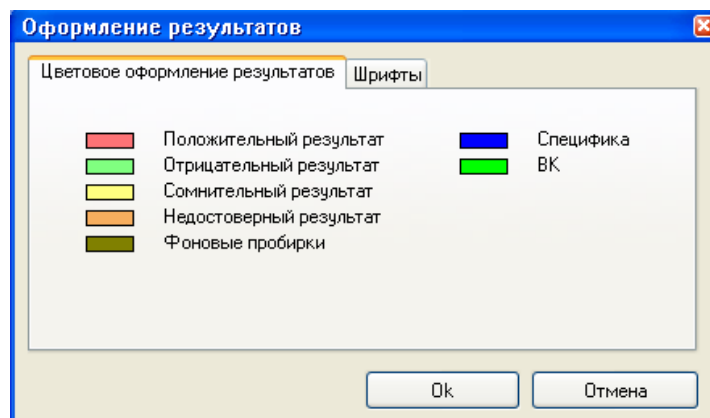 Оформление результатов
Цветовое оформление результатов Шрифты
Положительный результат Специфика
Отрицательный результат ВК
Сомнительный результат
Недостоверный результат
Фоновые пробирки
Ok Отмена